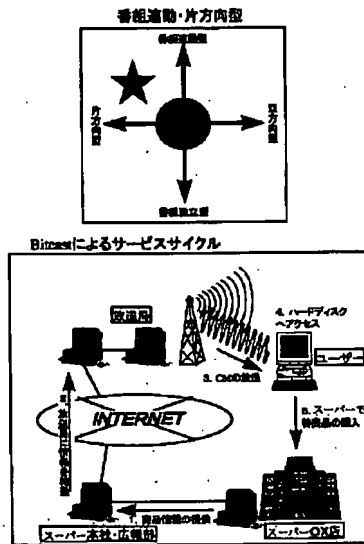 番組連動・片方向型
片方向型
双方向型
番組独立型
Bitcastによるサービスサイクル
放送局
4. ハードディスク
へアクセス
ユーザー
3. CMの放送
INTERNET
5. スーパーで
特売品の購入
1. 商品情報の提供
スーパー本社・広報部
スーパーOX店